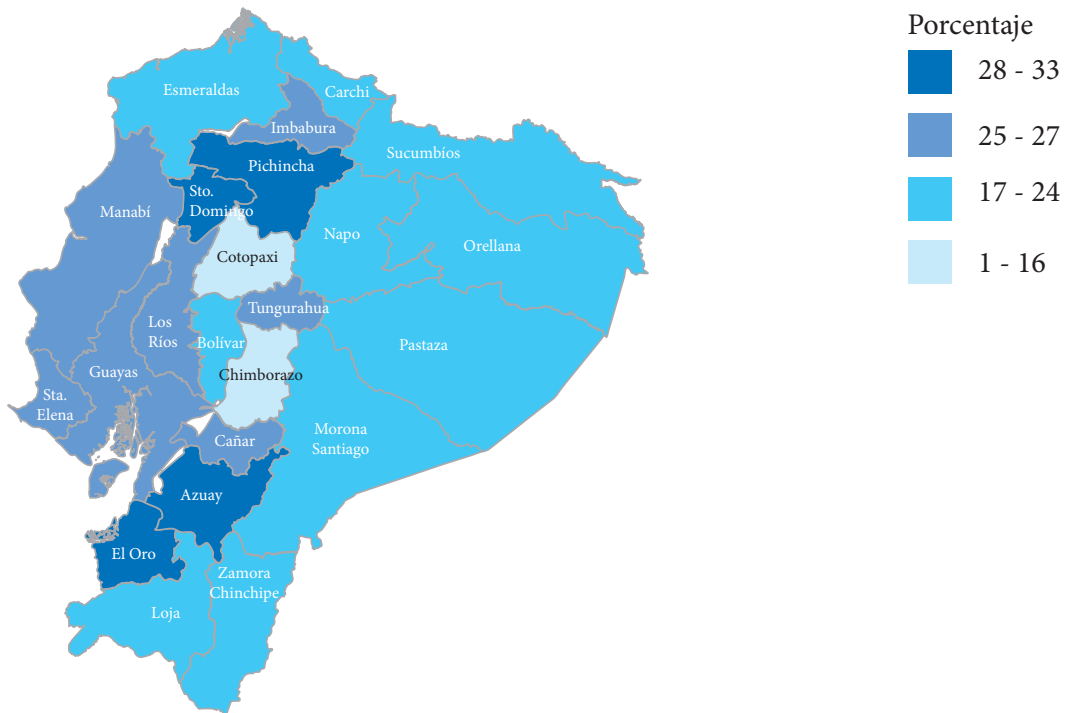 Porcentaje
28 - 33
25 - 27
17 - 24
1 - 16
Esmeraldas
Carchi
Imbabura
Sucumbíos
Pichincha
Sto.
Domingo
Manabí
Napo
Orellana
Cotopaxi
Tungurahua
Los
Ríos
Bolívar
Pastaza
Guayas
Chimborazo
Sta.
Elena
Morona
Santiago
Cañar
Azuay
El Oro
Zamora
Chinchipe
Loja